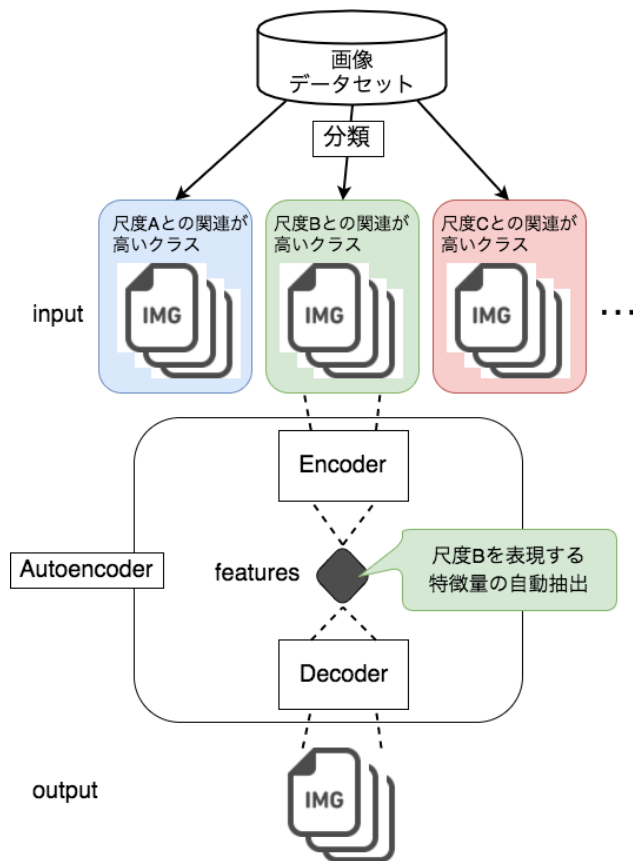 画像
データセット
分類
尺度Aとの関連が
高いクラス
尺度Bとの関連が
高いクラス
尺度Cとの関連が
高いクラス
input
IMG
IMG
IMG
...
Encoder
Autoencoder
features
尺度Bを表現する
特徴量の自動抽出
Decoder
output
IMG